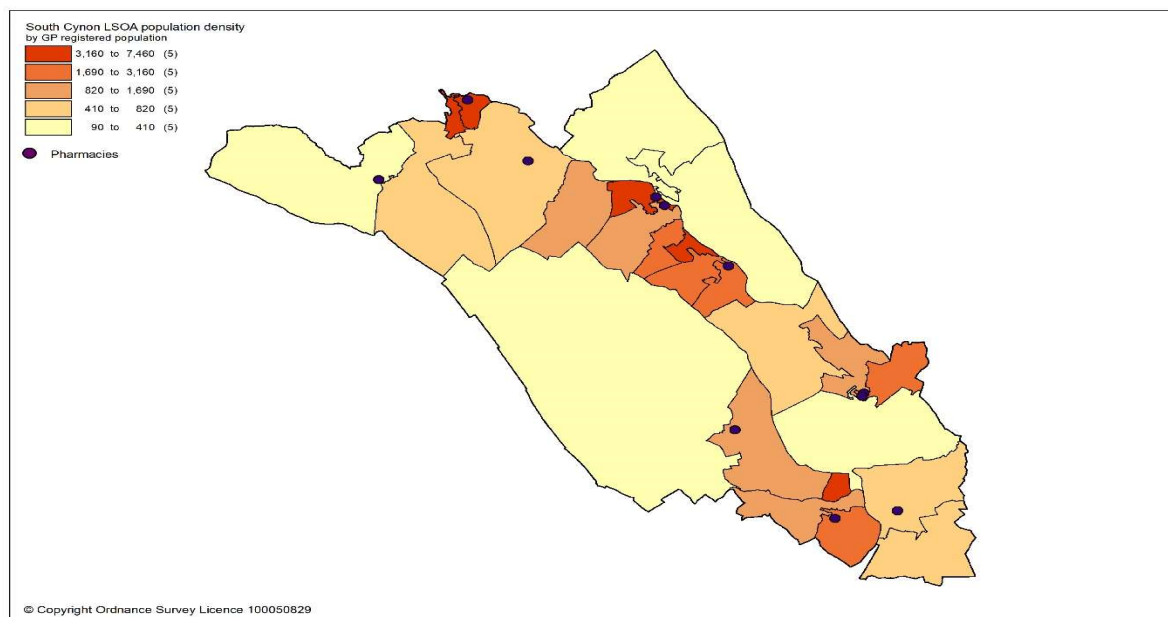 South Cynon LSOA population density
by GP registered population
3,160 to 7,460 (5)
1,690 to 3,160 (5)
820 to 1,690 (5)
410 to 820 (5)
90 to 410 (5)
Pharmacies
© Copyright Ordnance Survey Licence 100050829